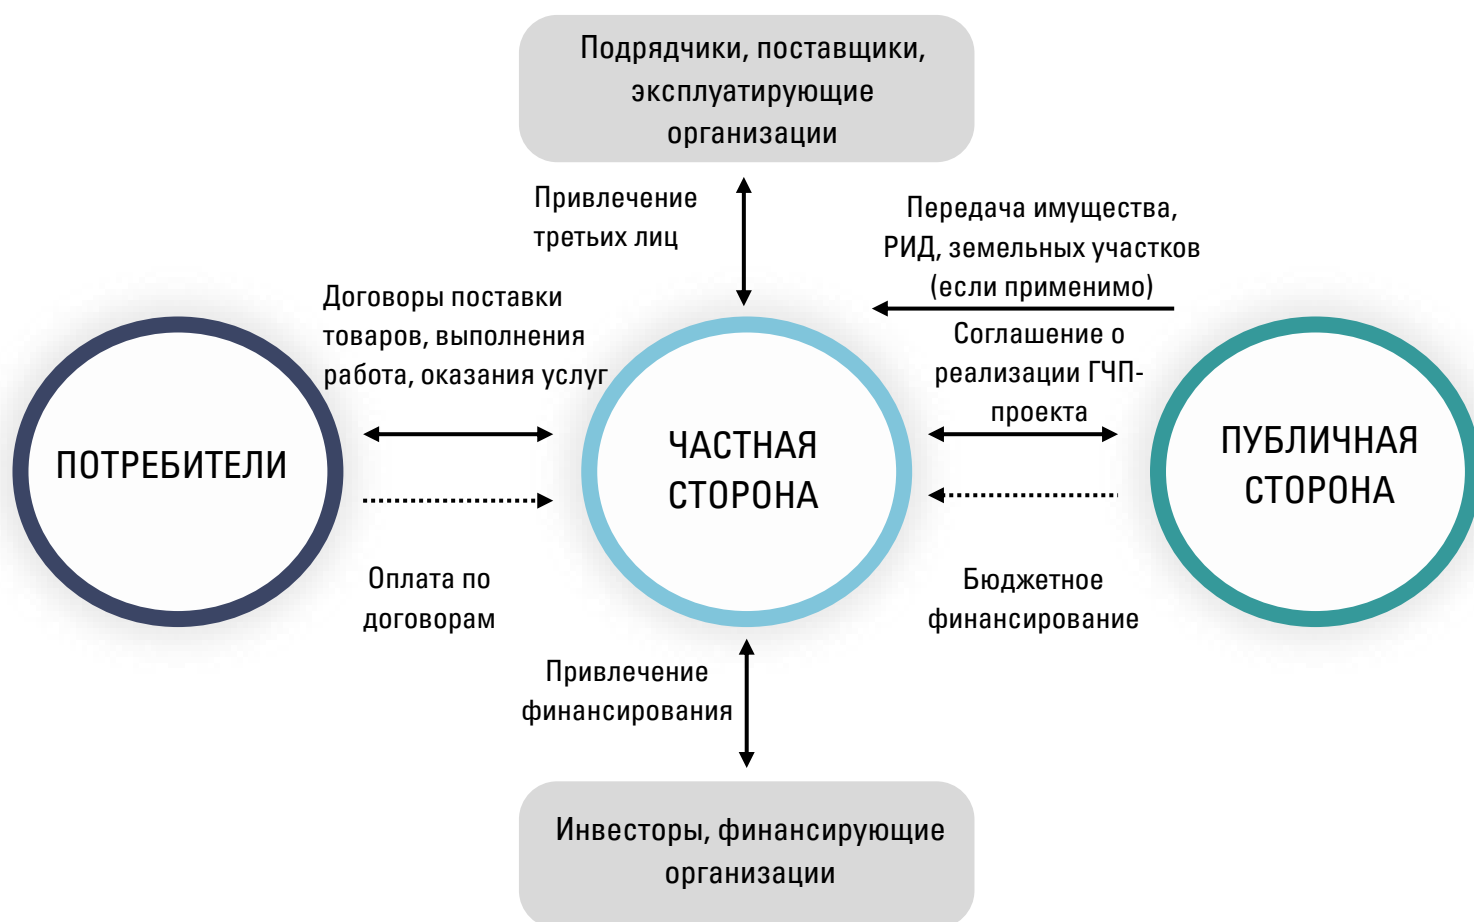 Подрядчики, поставщики,
эксплуатирующие
организации
Привлечение
третьих лиц
Передача имущества,
РИД, земельных участков
(если применимо)
Договоры поставки
товаров, выполнения
работа, оказания услуг
Соглашение о
реализации ГЧП-
проекта
ПОТРЕБИТЕЛИ
ЧАСТНАЯ
СТОРОНА
ПУБЛИЧНАЯ
СТОРОНА
Оплата по
договорам
Бюджетное
финансирование
Привлечение
финансирования
Инвесторы, финансирующие
организации